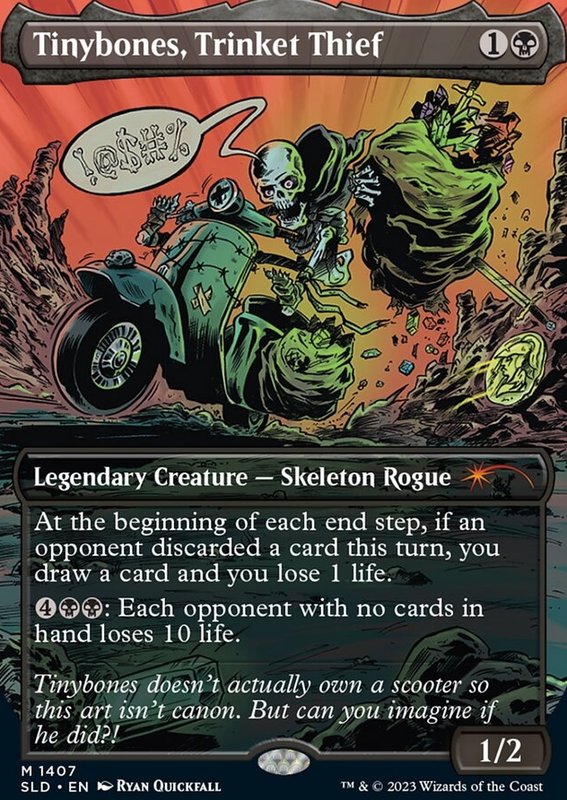 Tinybones, Trinket Thief 1
!@$#%
Legendary Creature — Skeleton Rogue
At the beginning of each end step, if an
opponent discarded a card this turn, you
draw a card and you lose 1 life.
4: Each opponent with no cards in
hand loses 10 life.
Tinybones doesn't actually own a scooter so
this art isn't canon. But can you imagine if
he did?!
1/2
M 1407
SLD • EN Ryan Quickfall
™ & © 2023 Wizards of the Coast